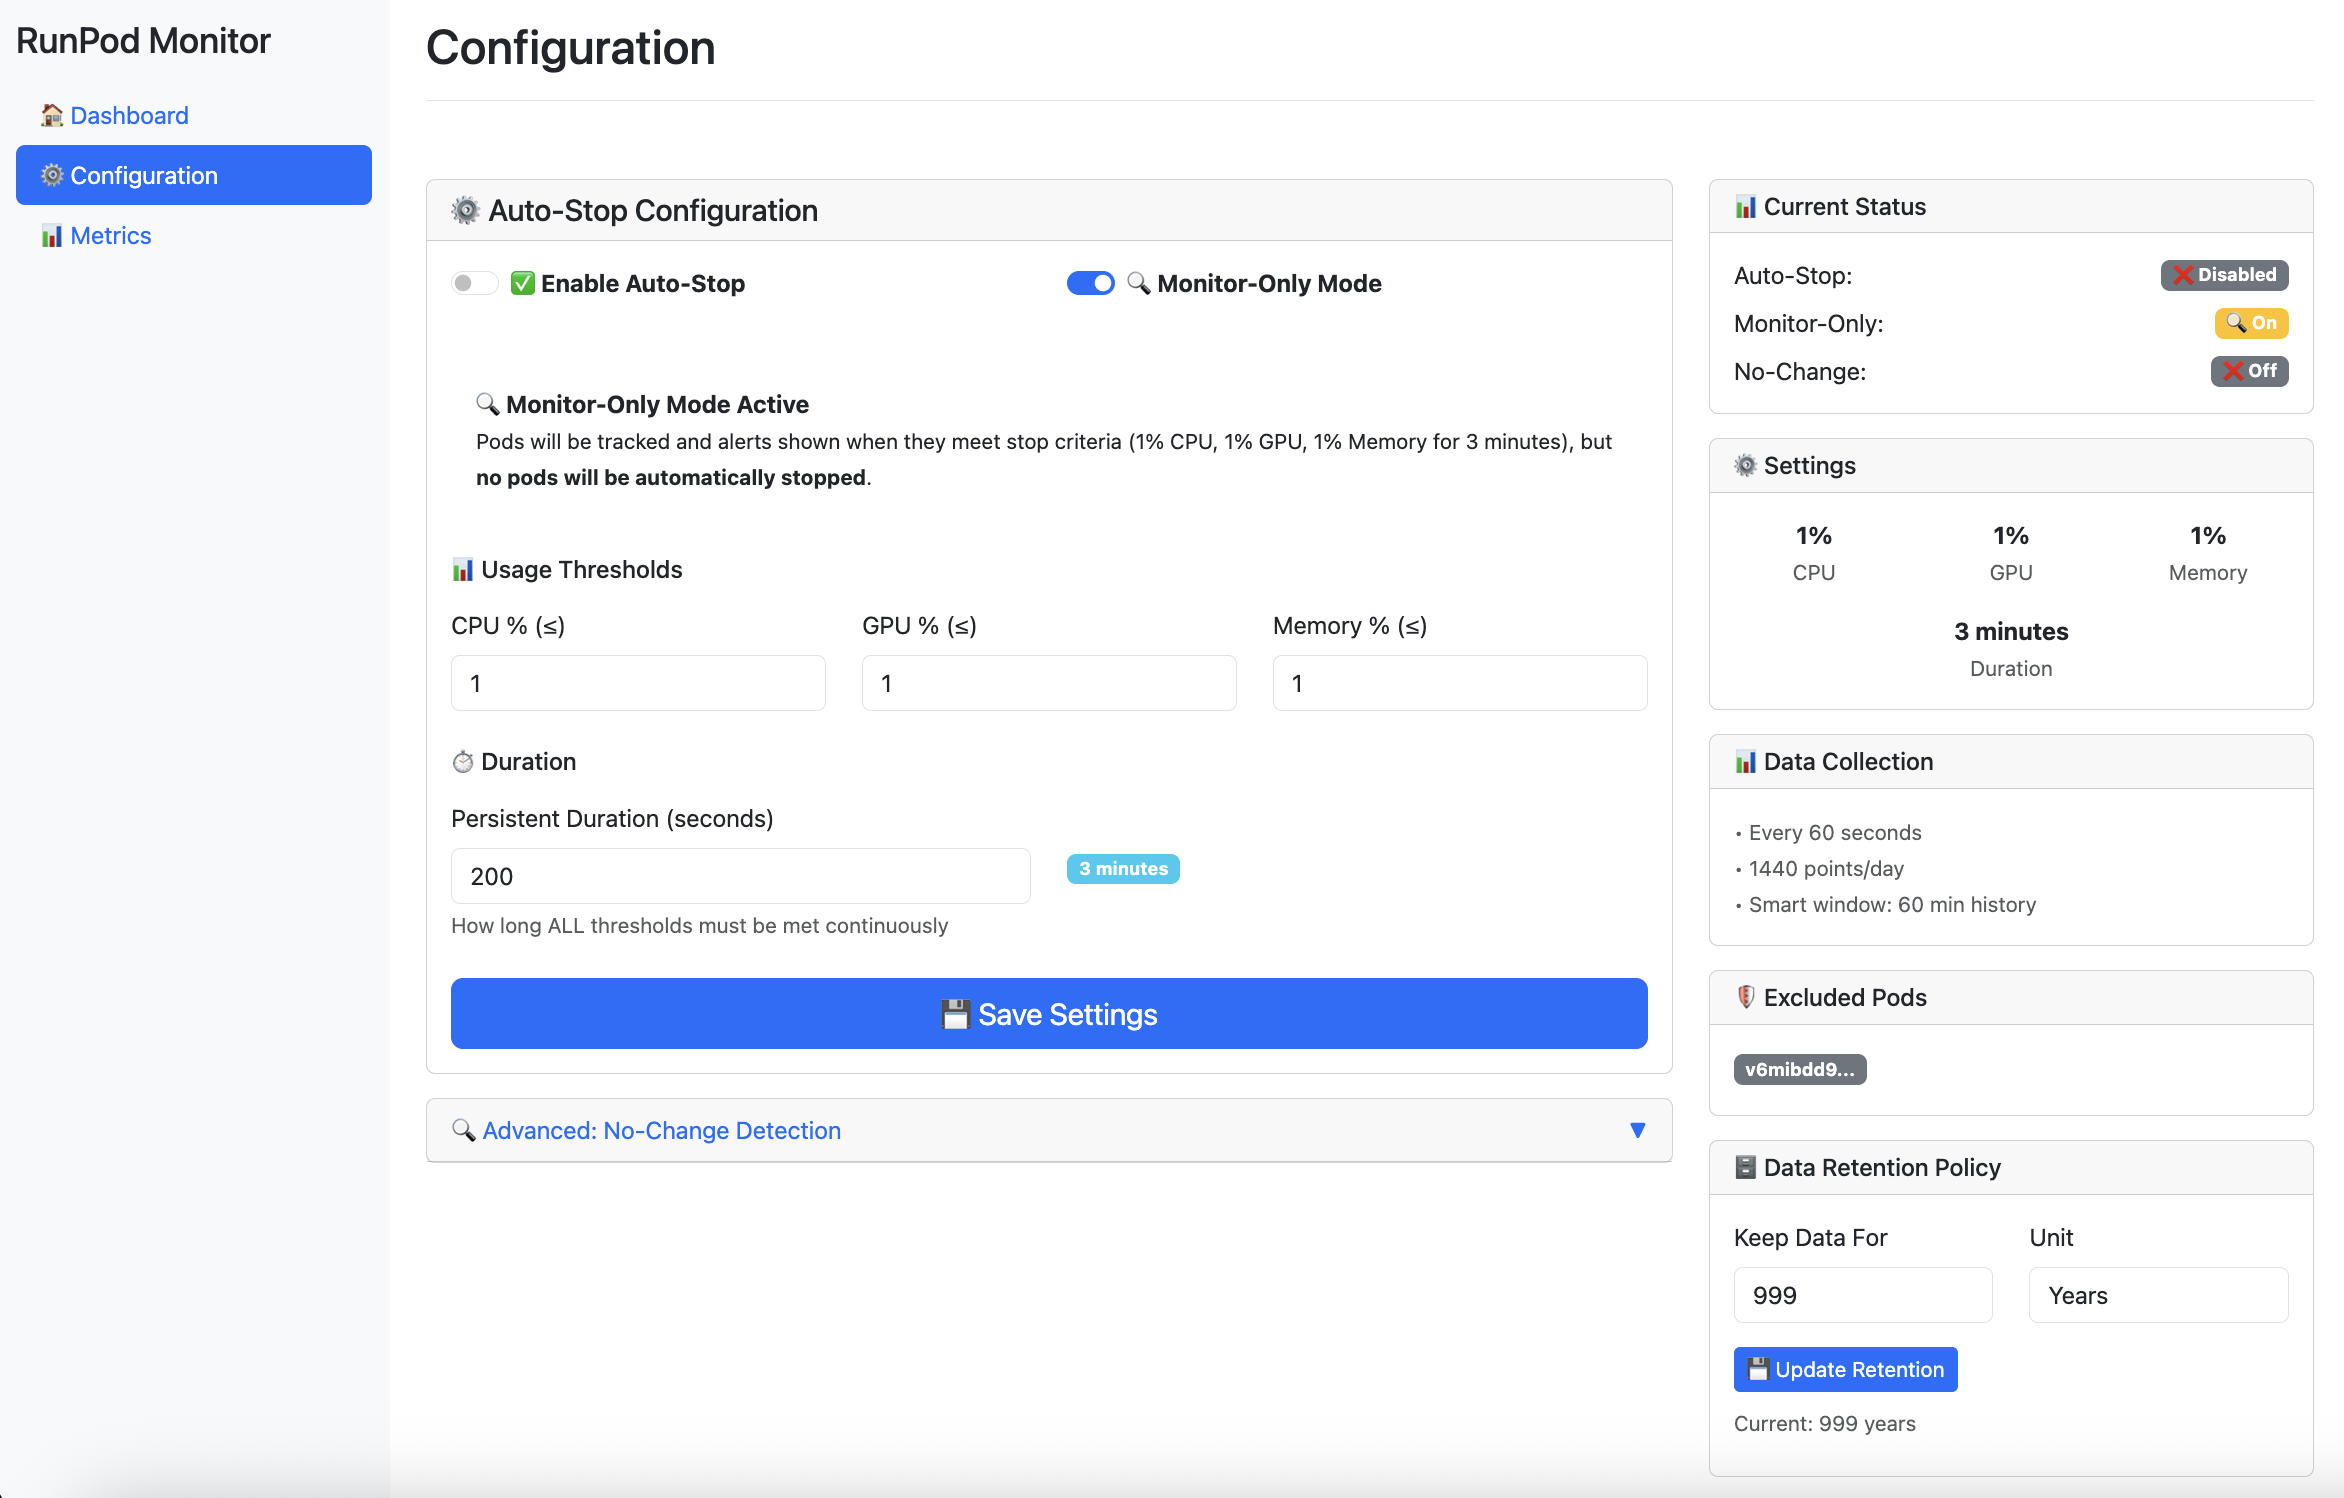 RunPod Monitor
🏠 Dashboard
⚙️ Configuration
📊 Metrics
Configuration
⚙️ Auto-Stop Configuration
✅ Enable Auto-Stop
🔍 Monitor-Only Mode
🔍 Monitor-Only Mode Active
Pods will be tracked and alerts shown when they meet stop criteria (1% CPU, 1% GPU, 1% Memory for 3 minutes), but
no pods will be automatically stopped.
📊 Usage Thresholds
CPU % (≤)
GPU % (≤)
Memory % (≤)
1
1
1
⏱️ Duration
Persistent Duration (seconds)
200
3 minutes
How long ALL thresholds must be met continuously
💾 Save Settings
🔍 Advanced: No-Change Detection
▼
📊 Current Status
Auto-Stop:
❌ Disabled
Monitor-Only:
🔍 On
No-Change:
❌ Off
⚙️ Settings
1%
1%
1%
CPU
GPU
Memory
3 minutes
Duration
📊 Data Collection
• Every 60 seconds
• 1440 points/day
• Smart window: 60 min history
🛡️ Excluded Pods
v6mibdd9...
🗄️ Data Retention Policy
Keep Data For
Unit
999
Years
💾 Update Retention
Current: 999 years